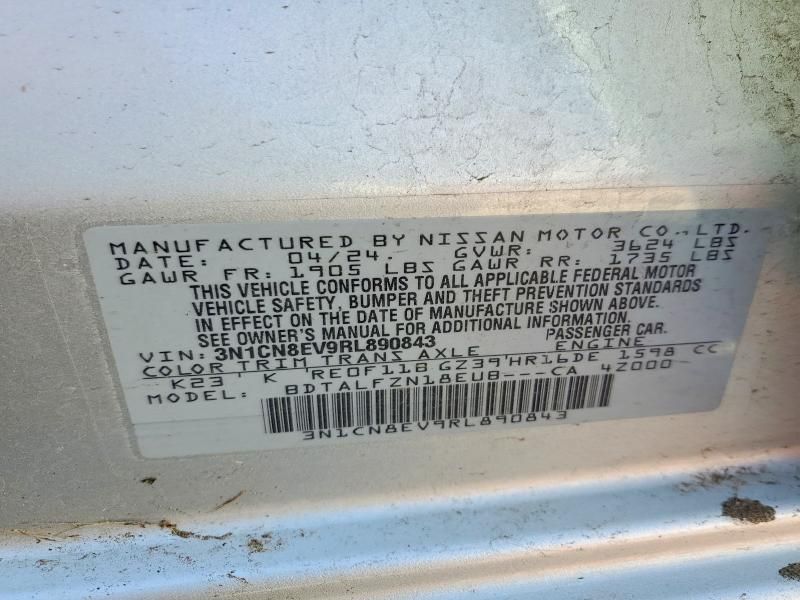 MANUFACTURED BY NISSAN MOTOR CO.,LTD.
DATE: 04/24. GVWR: 3624 LBS
GAWR FR: 1905 LBS GAWR RR: 1735 LBS
THIS VEHICLE CONFORMS TO ALL APPLICABLE FEDERAL MOTOR
VEHICLE SAFETY, BUMPER AND THEFT PREVENTION STANDARDS
IN EFFECT ON THE DATE OF MANUFACTURE SHOWN ABOVE.
SEE OWNER'S MANUAL FOR ADDITIONAL GUIDELINES.
VIN: 3N1CN8EV9RL890843 PASSENGER CAR.
COLOR TRIM TRANS AXLE ENGINE
K23 K RE0F11B GZ39 HR16DE 1598 CC
MODEL: BDTALFZN18EUB---CA 4Z000
3N1CN8EV9RL890843